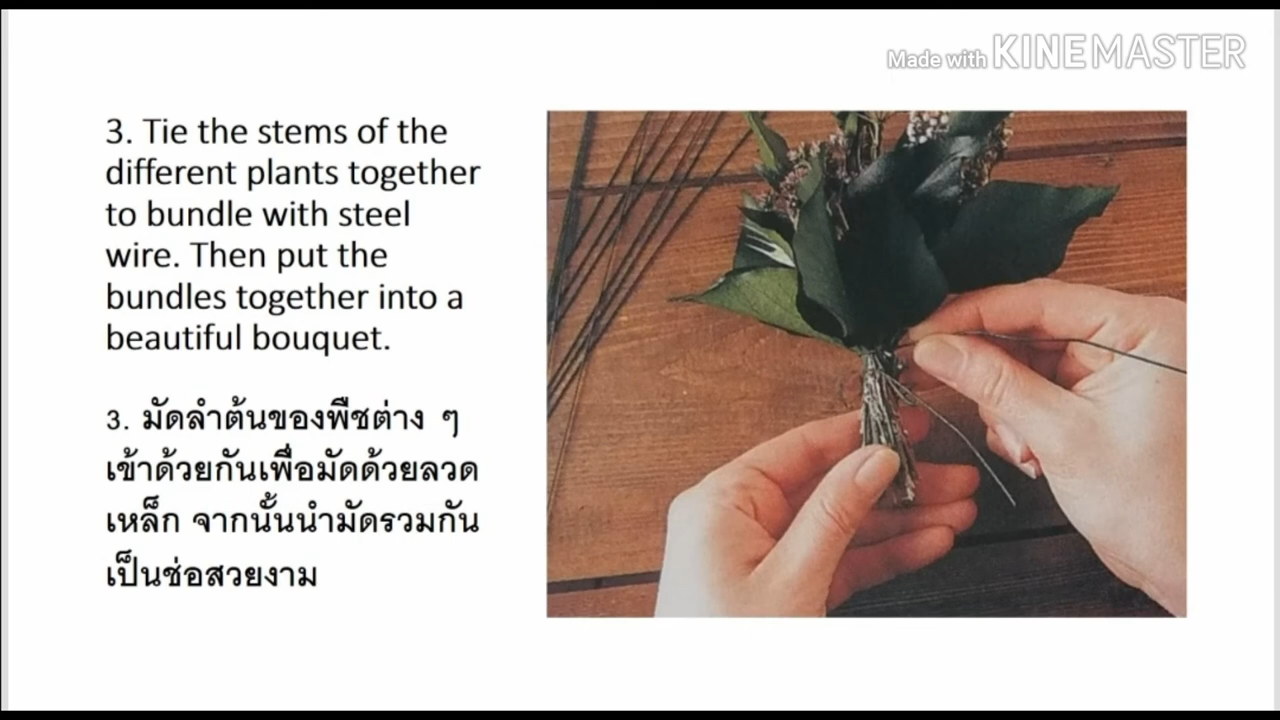 Made with KINEMASTER
3. Tie the stems of the
different plants together
to bundle with steel
wire. Then put the
bundles together into a
beautiful bouquet.
3. มัดลำต้นของพืชต่าง ๆ
เข้าด้วยกันเพื่อมัดด้วยลวด
เหล็ก จากนั้นนำมัดรวมกัน
เป็นช่อสวยงาม